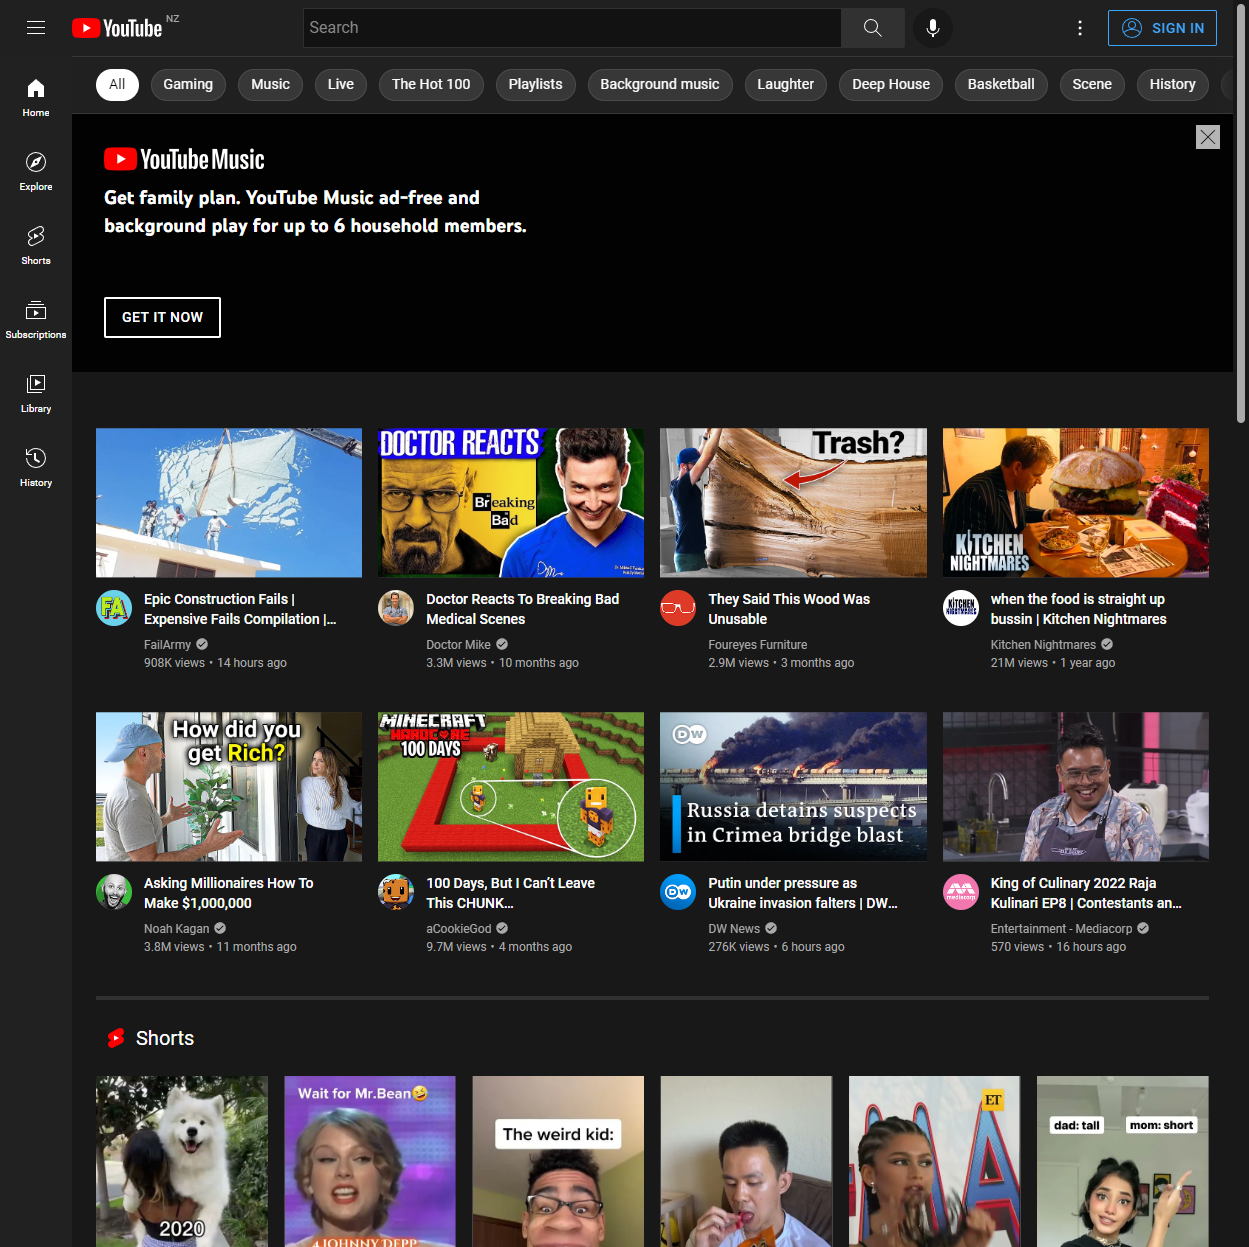 YouTube NZ
Search
SIGN IN
All
Gaming
Music
Live
The Hot 100
Playlists
Background music
Laughter
Deep House
Basketball
Scene
History
Home
Explore
Shorts
Subscriptions
Library
History
YouTube Music
Get family plan. YouTube Music ad-free and
background play for up to 6 household members.
GET IT NOW
DOCTOR REACTS
Breaking
Bad
Trash?
KITCHEN
NIGHTMARES
FA
Epic Construction Fails |
Expensive Fails Compilation |...
FailArmy
908K views • 14 hours ago
Doctor Reacts To Breaking Bad
Medical Scenes
Doctor Mike
3.3M views • 10 months ago
They Said This Wood Was
Unusable
Foureyes Furniture
2.9M views • 3 months ago
KITCHEN
NIGHTMARES
when the food is straight up
bussin | Kitchen Nightmares
Kitchen Nightmares
21M views • 1 year ago
How did you
get Rich?
MINECRAFT
HARDCORE
100 DAYS
DW
Russia detains suspects
in Crimea bridge blast
Asking Millionaires How To
Make $1,000,000
Noah Kagan
3.8M views • 11 months ago
100 Days, But I Can't Leave
This CHUNK...
aCookieGod
9.7M views • 4 months ago
DW
Putin under pressure as
Ukraine invasion falters | DW...
DW News
276K views • 6 hours ago
mediacorp
King of Culinary 2022 Raja
Kulinari EP8 | Contestants an...
Entertainment - Mediacorp
570 views • 16 hours ago
Shorts
2020
Wait for Mr.Bean🤣
4 JOHNNY DEPP
The weird kid:
ET
dad: tall
mom: short